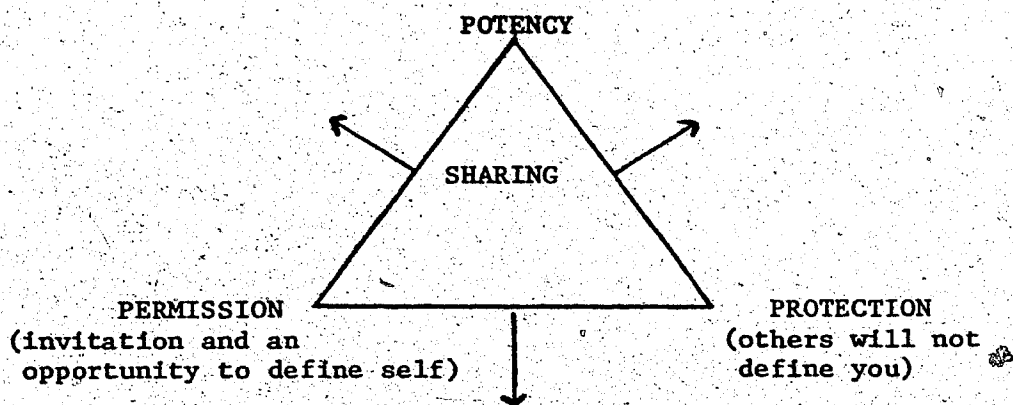 POTENCY
SHARING
PERMISSION
(invitation and an
opportunity to define self)
PROTECTION
(others will not
define you)